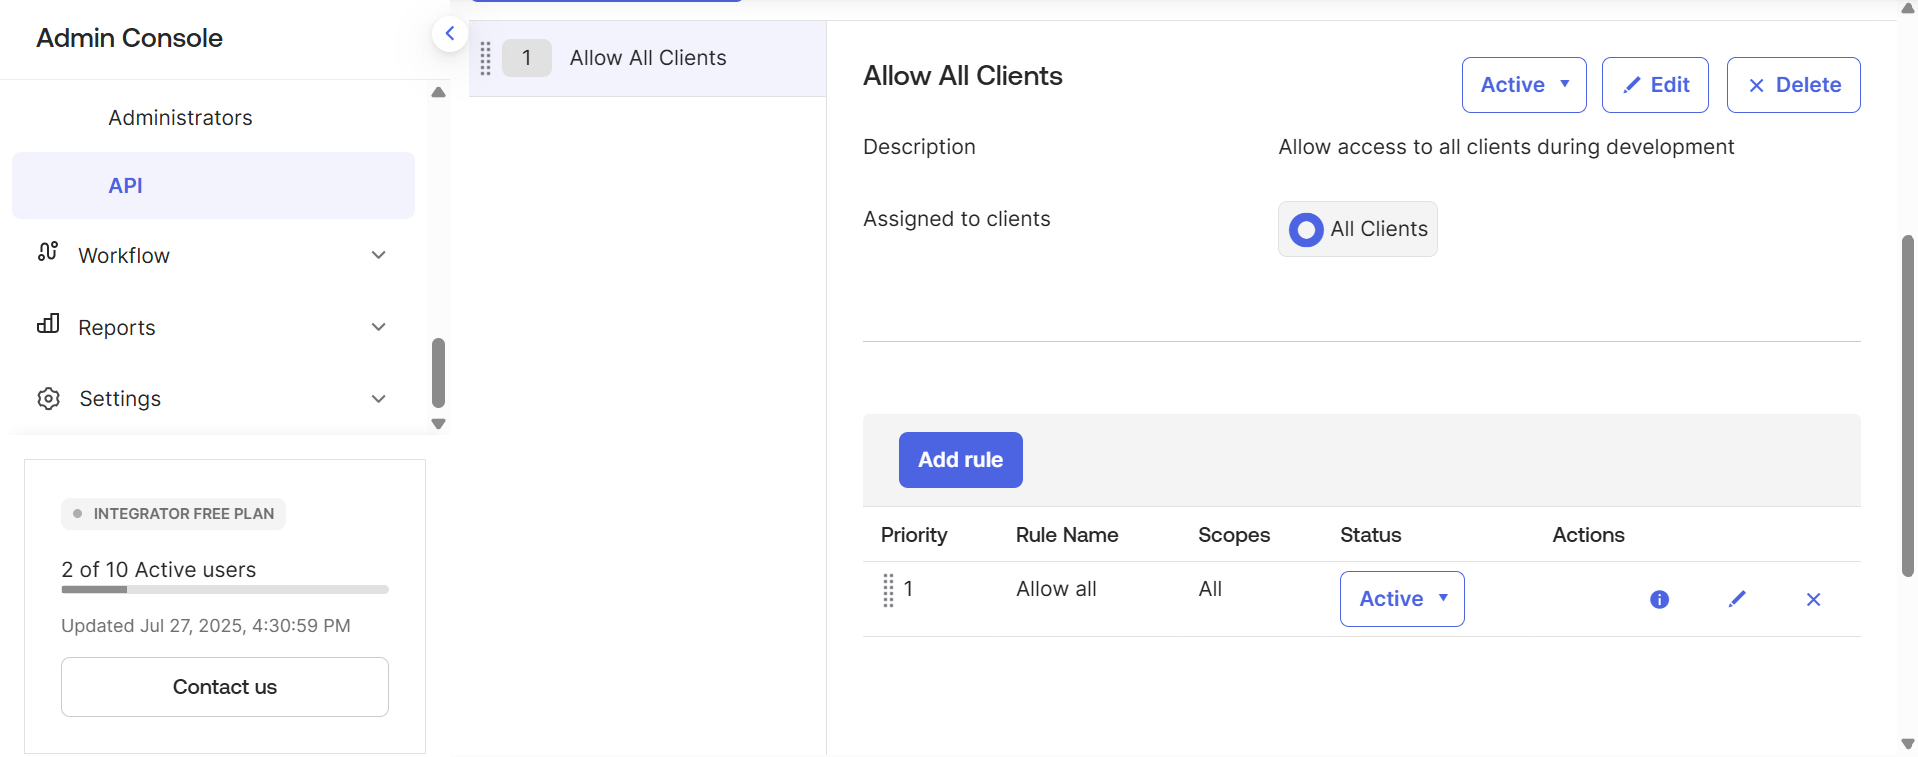 Admin Console
Administrators
API
Workflow
Reports
Settings
INTEGRATOR FREE PLAN
2 of 10 Active users
Updated Jul 27, 2025, 4:30:59 PM
Contact us
1 Allow All Clients
Allow All Clients
Active Edit Delete
Description Allow access to all clients during development
Assigned to clients All Clients
Add rule
Priority Rule Name Scopes Status Actions
1 Allow all All Active